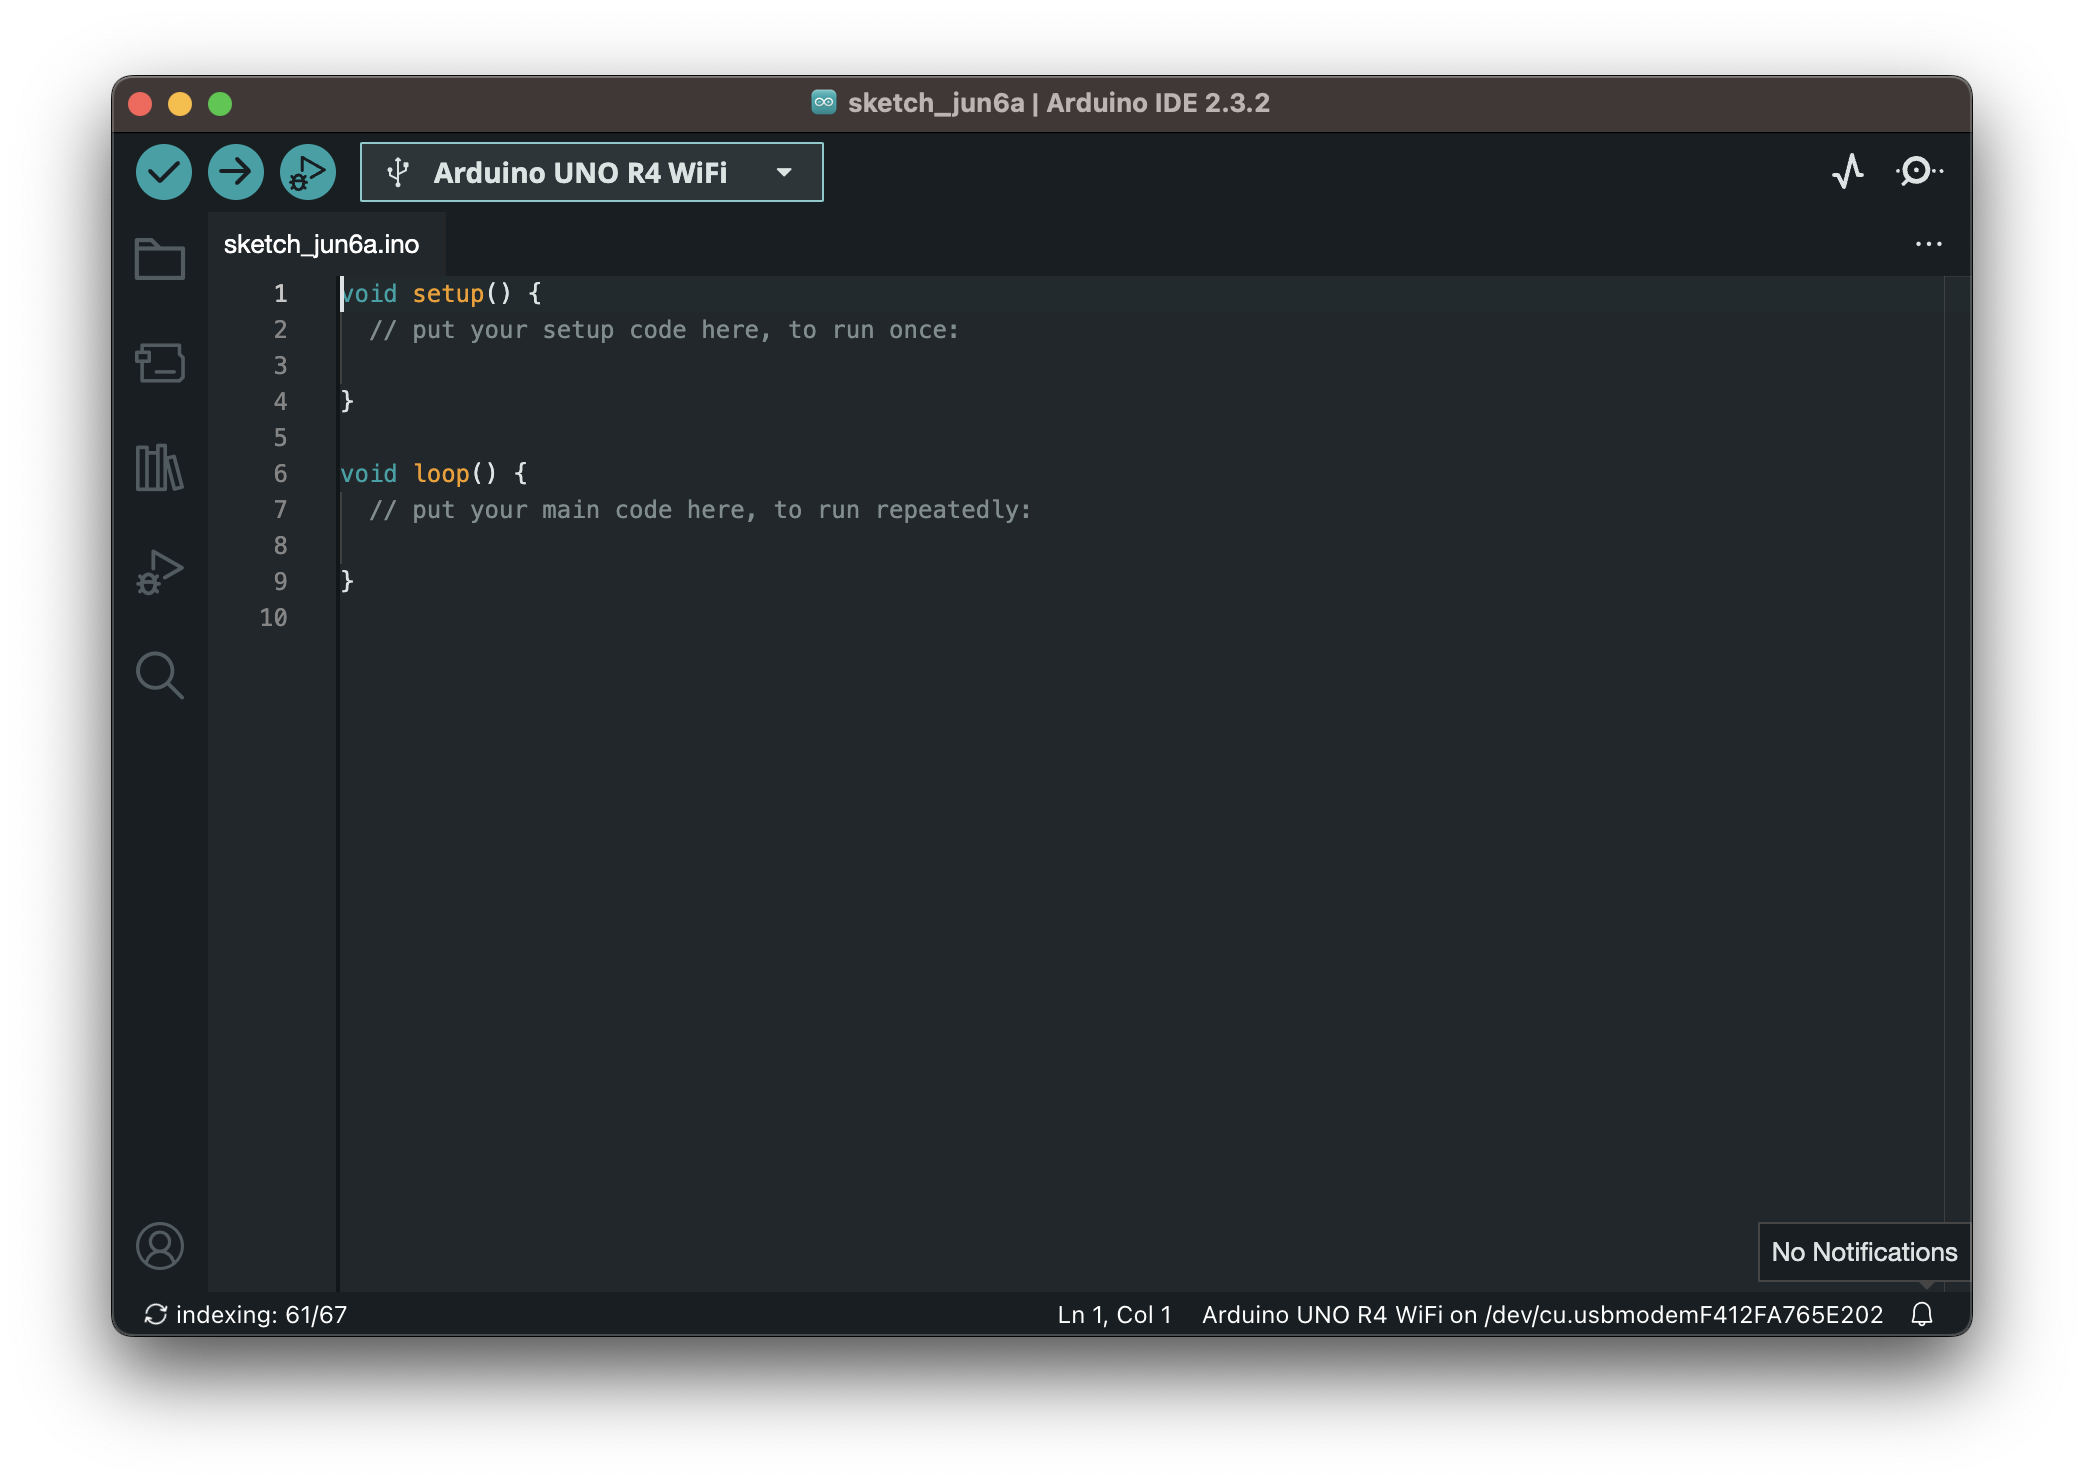 sketch_jun6a | Arduino IDE 2.3.2
Arduino UNO R4 WiFi
sketch_jun6a.ino
1 void setup() {
2   // put your setup code here, to run once:
3
4 }
5
6 void loop() {
7   // put your main code here, to run repeatedly:
8
9 }
10
No Notifications
indexing: 61/67 Ln 1, Col 1 Arduino UNO R4 WiFi on /dev/cu.usbmodemF412FA765E202